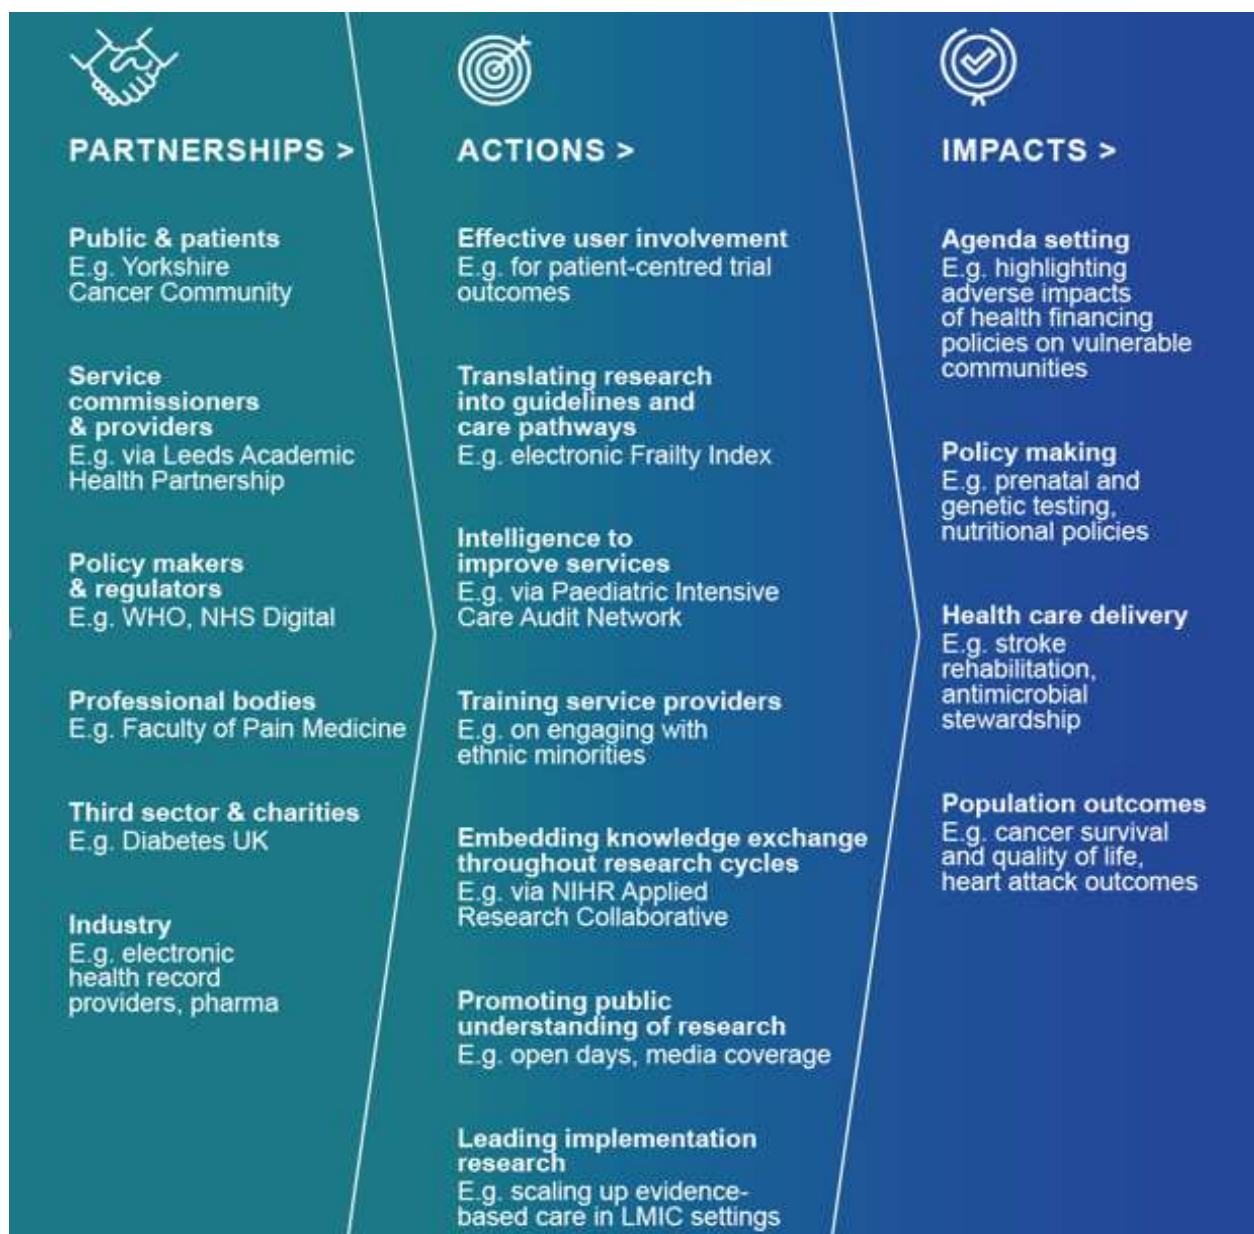 PARTNERSHIPS >
Public & patients
E.g. Yorkshire
Cancer Community
Service
commissioners
& providers
E.g. via Leeds Academic
Health Partnership
Policy makers
& regulators
E.g. WHO, NHS Digital
Professional bodies
E.g. Faculty of Pain Medicine
Third sector & charities
E.g. Diabetes UK
Industry
E.g. electronic
health record
providers, pharma
ACTIONS >
Effective user involvement
E.g. for patient-centred trial
outcomes
Translating research
into guidelines and
care pathways
E.g. electronic Frailty Index
Intelligence to
improve services
E.g. via Paediatric Intensive
Care Audit Network
Training service providers
E.g. on engaging with
ethnic minorities
Embedding knowledge exchange
throughout research cycles
E.g. via NIHR Applied
Research Collaborative
Promoting public
understanding of research
E.g. open days, media coverage
Leading implementation
research
E.g. scaling up evidence-
based care in LMIC settings
IMPACTS >
Agenda setting
E.g. highlighting
adverse impacts
of health financing
policies on vulnerable
communities
Policy making
E.g. prenatal and
genetic testing,
nutritional policies
Health care delivery
E.g. stroke
rehabilitation,
antimicrobial
stewardship
Population outcomes
E.g. cancer survival
and quality of life,
heart attack outcomes